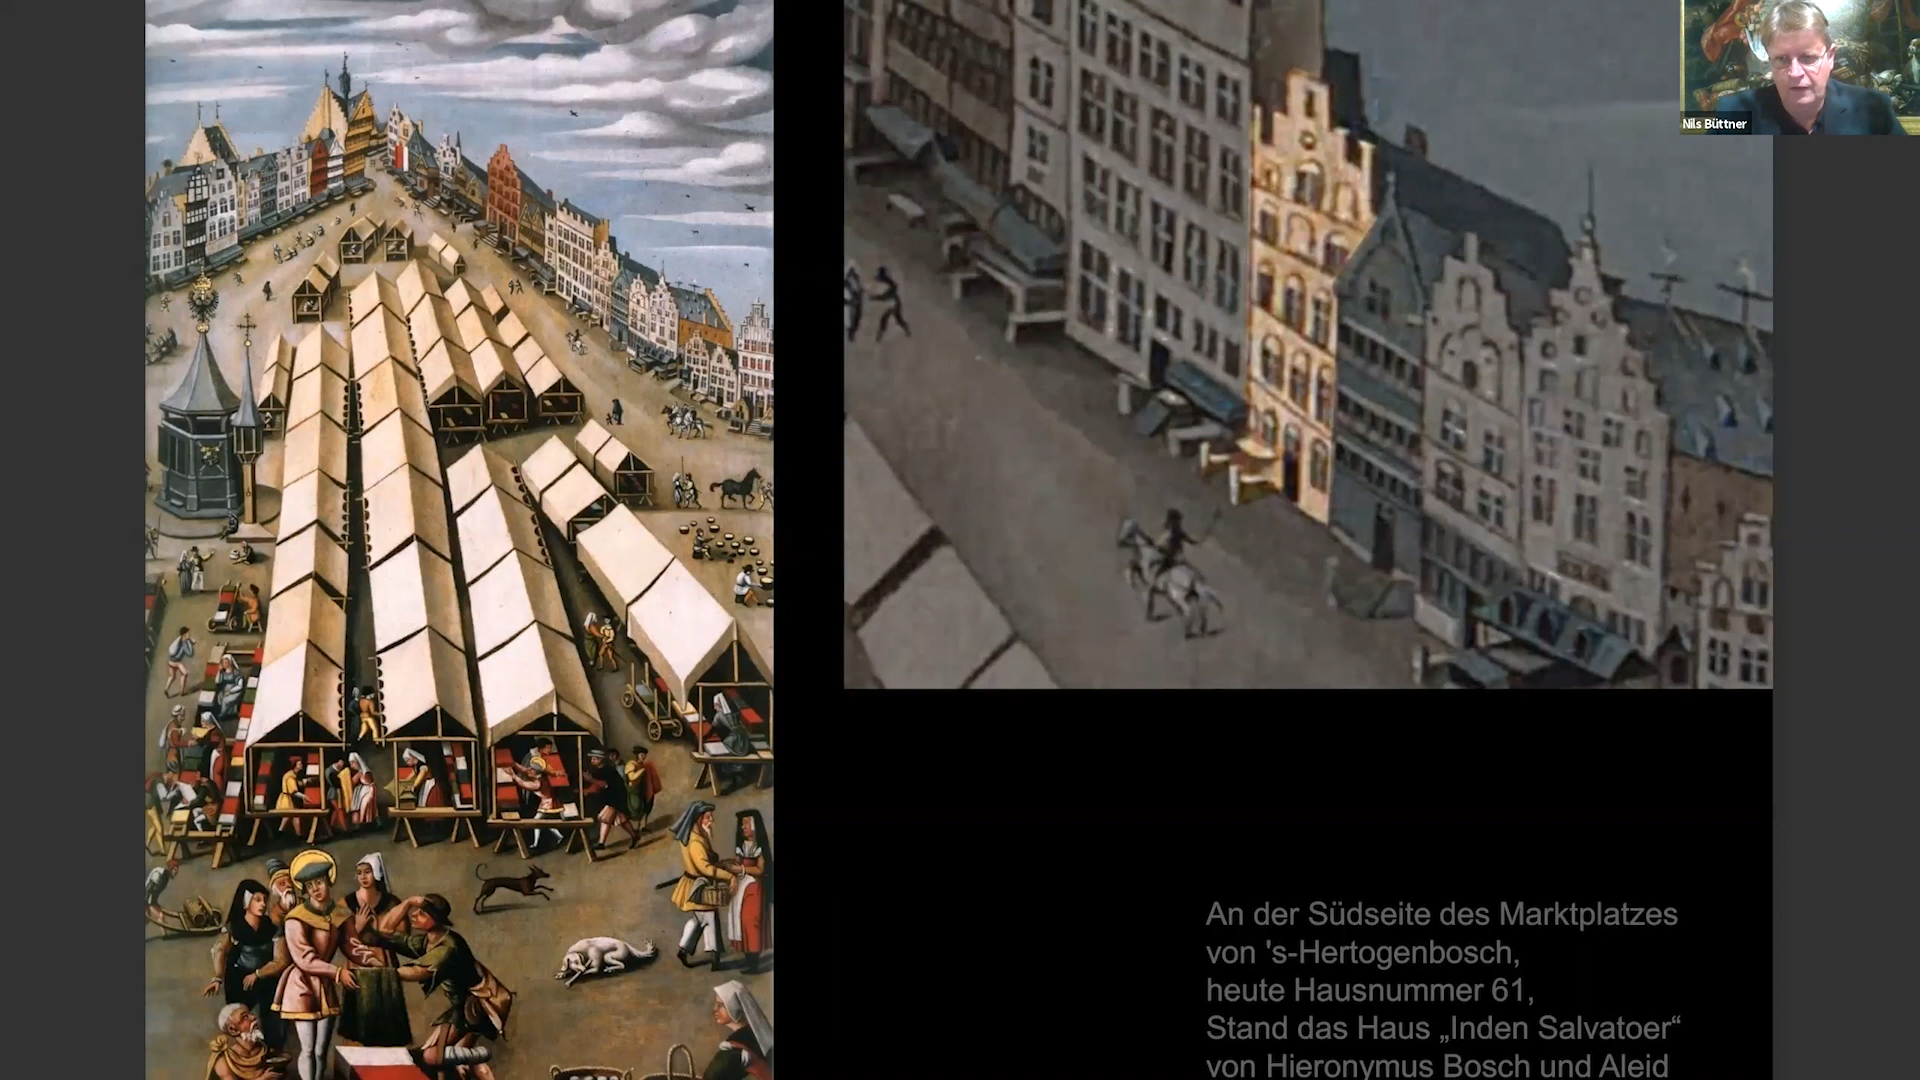 Nils Büttner
An der Südseite des Marktplatzes
von 's-Hertogenbosch,
heute Hausnummer 61,
Stand das Haus „Inden Salvatoer“
von Hieronymus Bosch und Aleid